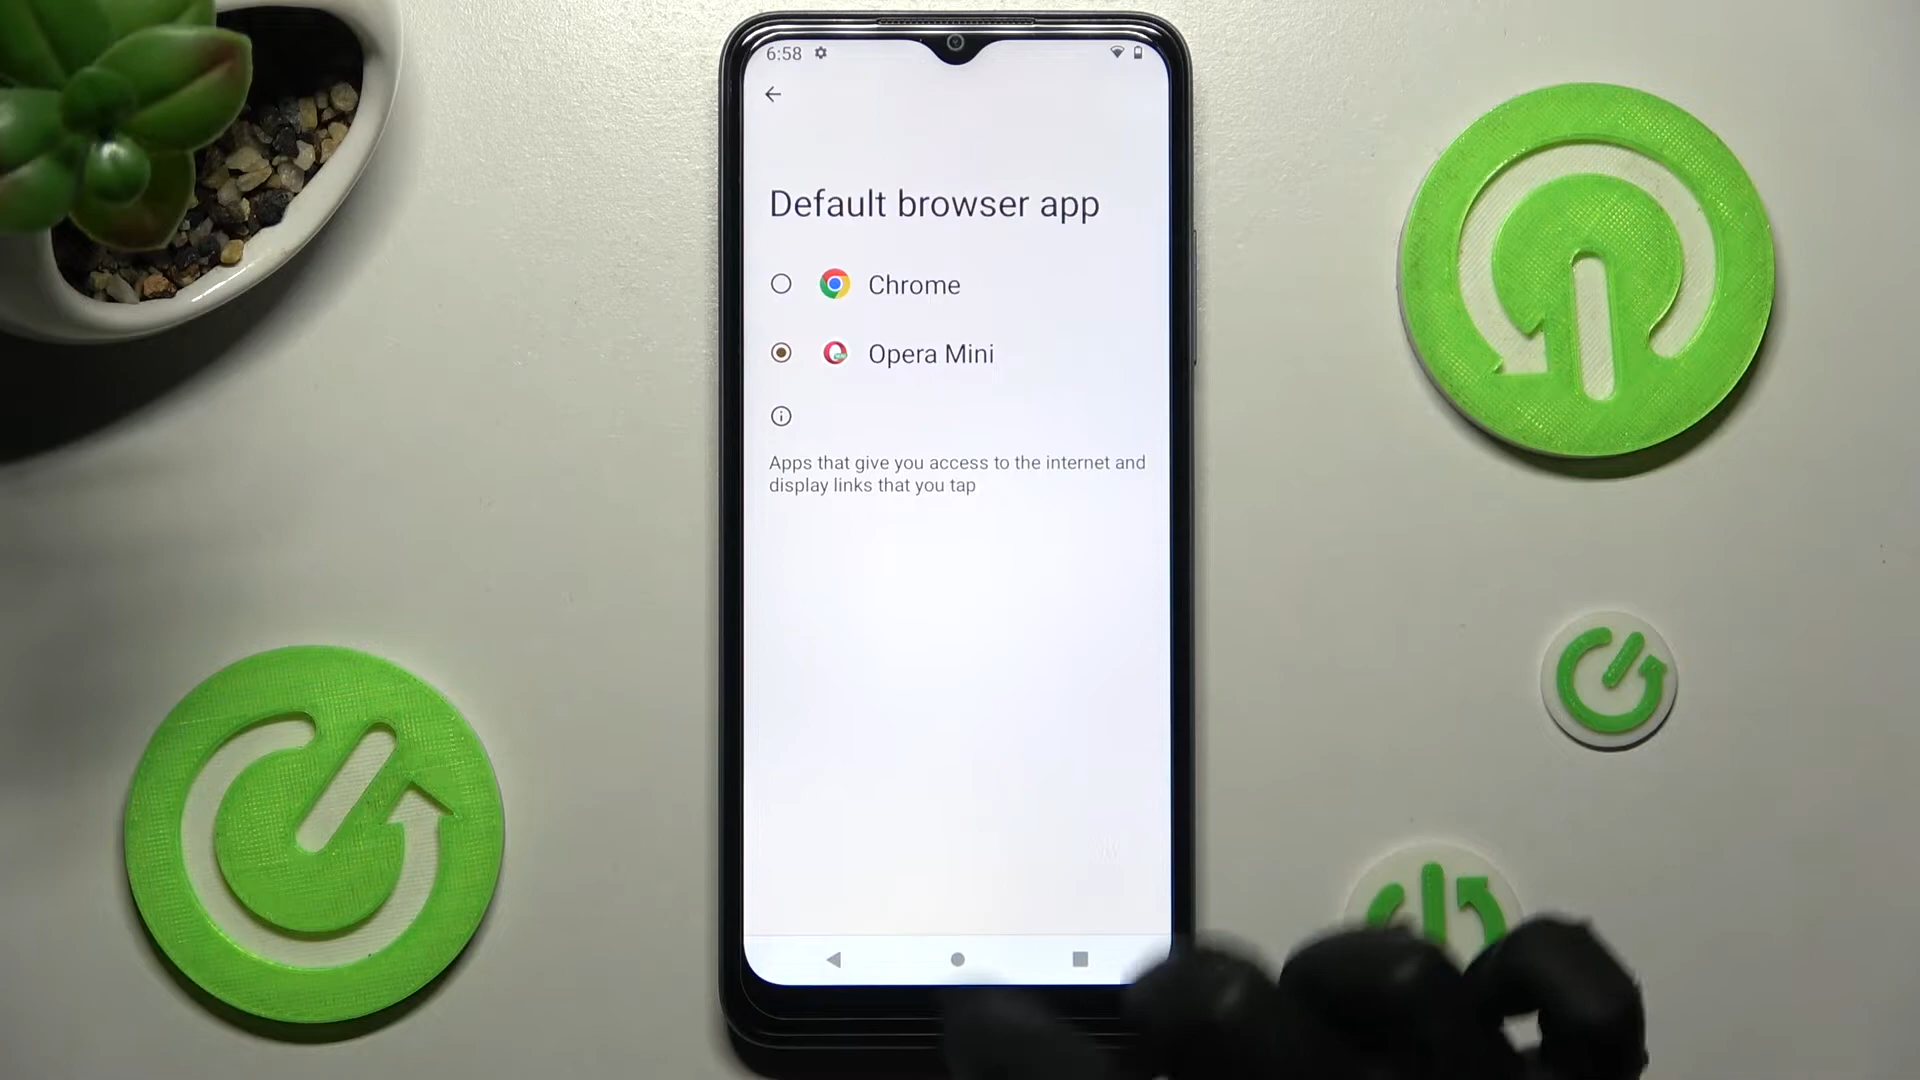 6:58
Default browser app
Chrome
Opera Mini
Apps that give you access to the internet and
display links that you tap